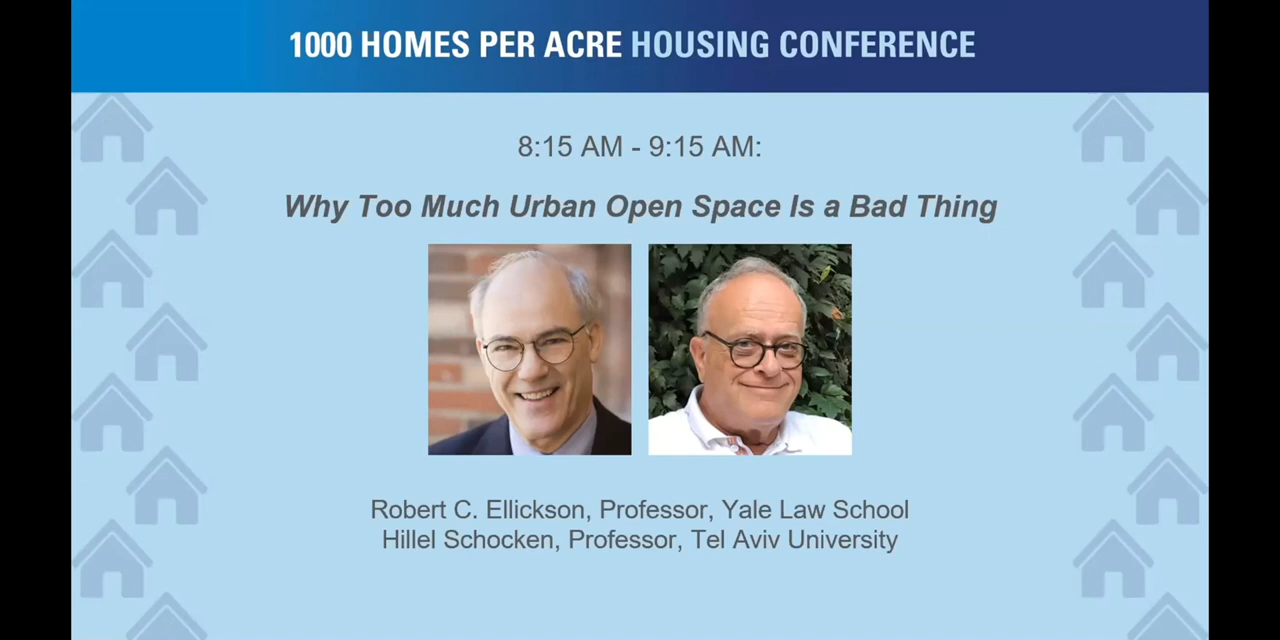 1000 HOMES PER ACRE HOUSING CONFERENCE
8:15 AM - 9:15 AM:
Why Too Much Urban Open Space Is a Bad Thing
Robert C. Ellickson, Professor, Yale Law School
Hillel Schocken, Professor, Tel Aviv University